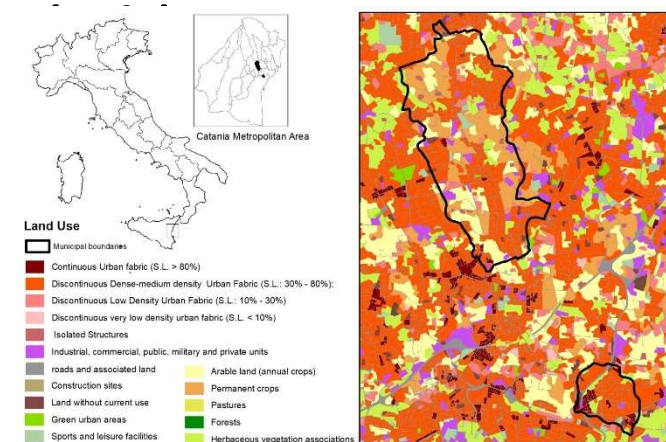 Catania Metropolitan Area
Land Use
Municipal boundaries
Continuous Urban fabric (S.L. > 80%)
Discontinuous Dense-medium density Urban Fabric (S.L.: 30% - 80%);
Discontinuous Low Density Urban Fabric (S.L.: 10% - 30%)
Discontinuous very low density urban fabric (S.L. < 10%)
Isolated Structures
Industrial, commercial, public, military and private units
roads and associated land
Construction sites
Land without current use
Green urban areas
Sports and leisure facilities
Arable land (annual crops)
Permanent crops
Pastures
Forests
Herbaceous vegetation associations